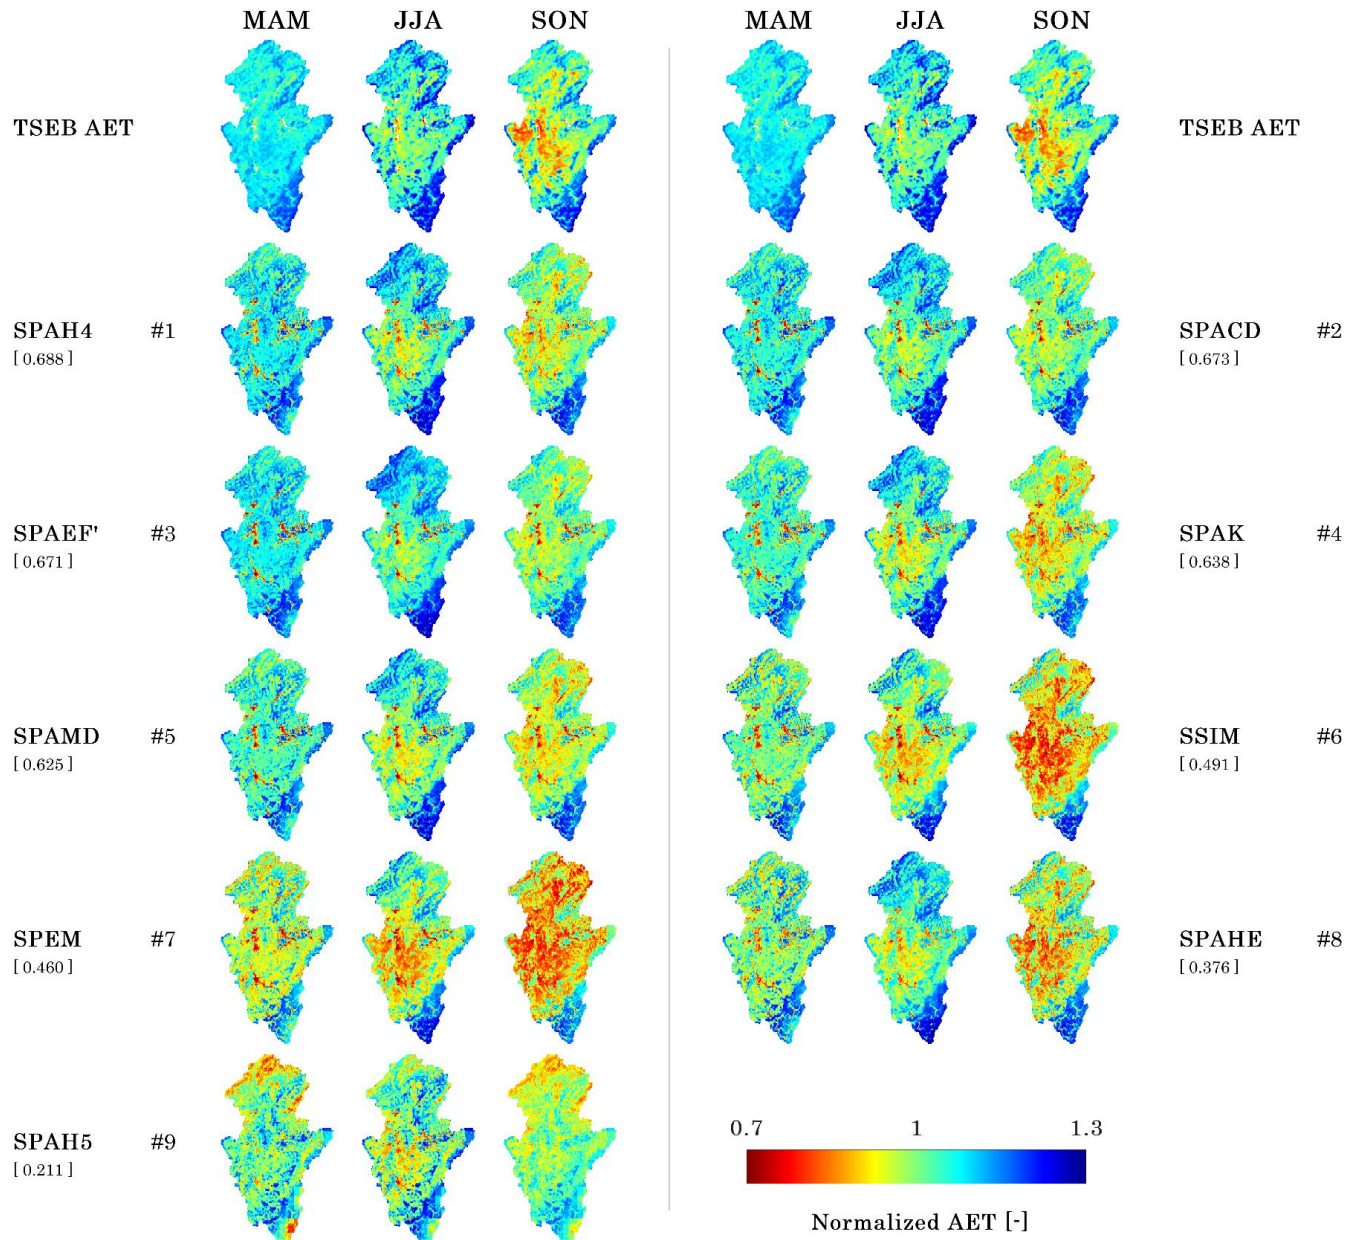 MAM JJA SON MAM JJA SON
TSEB AET TSEB AET
SPAH4 #1 SPACD #2
[ 0.688 ] [ 0.673 ]
SPAEF' #3 SPAK #4
[ 0.671 ] [ 0.638 ]
SPAMD #5 SSIM #6
[ 0.625 ] [ 0.491 ]
SPEM #7 SPAHE #8
[ 0.460 ] [ 0.376 ]
SPAH5 #9
[ 0.211 ]
0.7 1 1.3
Normalized AET [-]